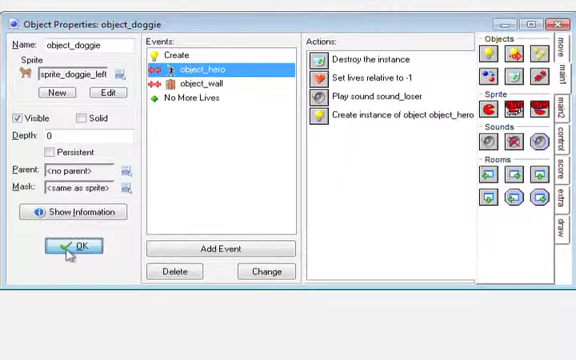 Object Properties: object_doggie
Name: object_doggie
Sprite
sprite_doggie_left
New Edit
Visible Solid
Depth: 0
Persistent
Parent: <no parent>
Mask: <same as sprite>
Show Information
OK
Events:
Create
object_hero
object_wall
No More Lives
Add Event
Delete Change
Actions:
Destroy the instance
Set lives relative to -1
Play sound sound_loser
Create instance of object object_hero
Objects
Sprite
Sounds
Rooms
move
main1
main2
control
score
extra
draw